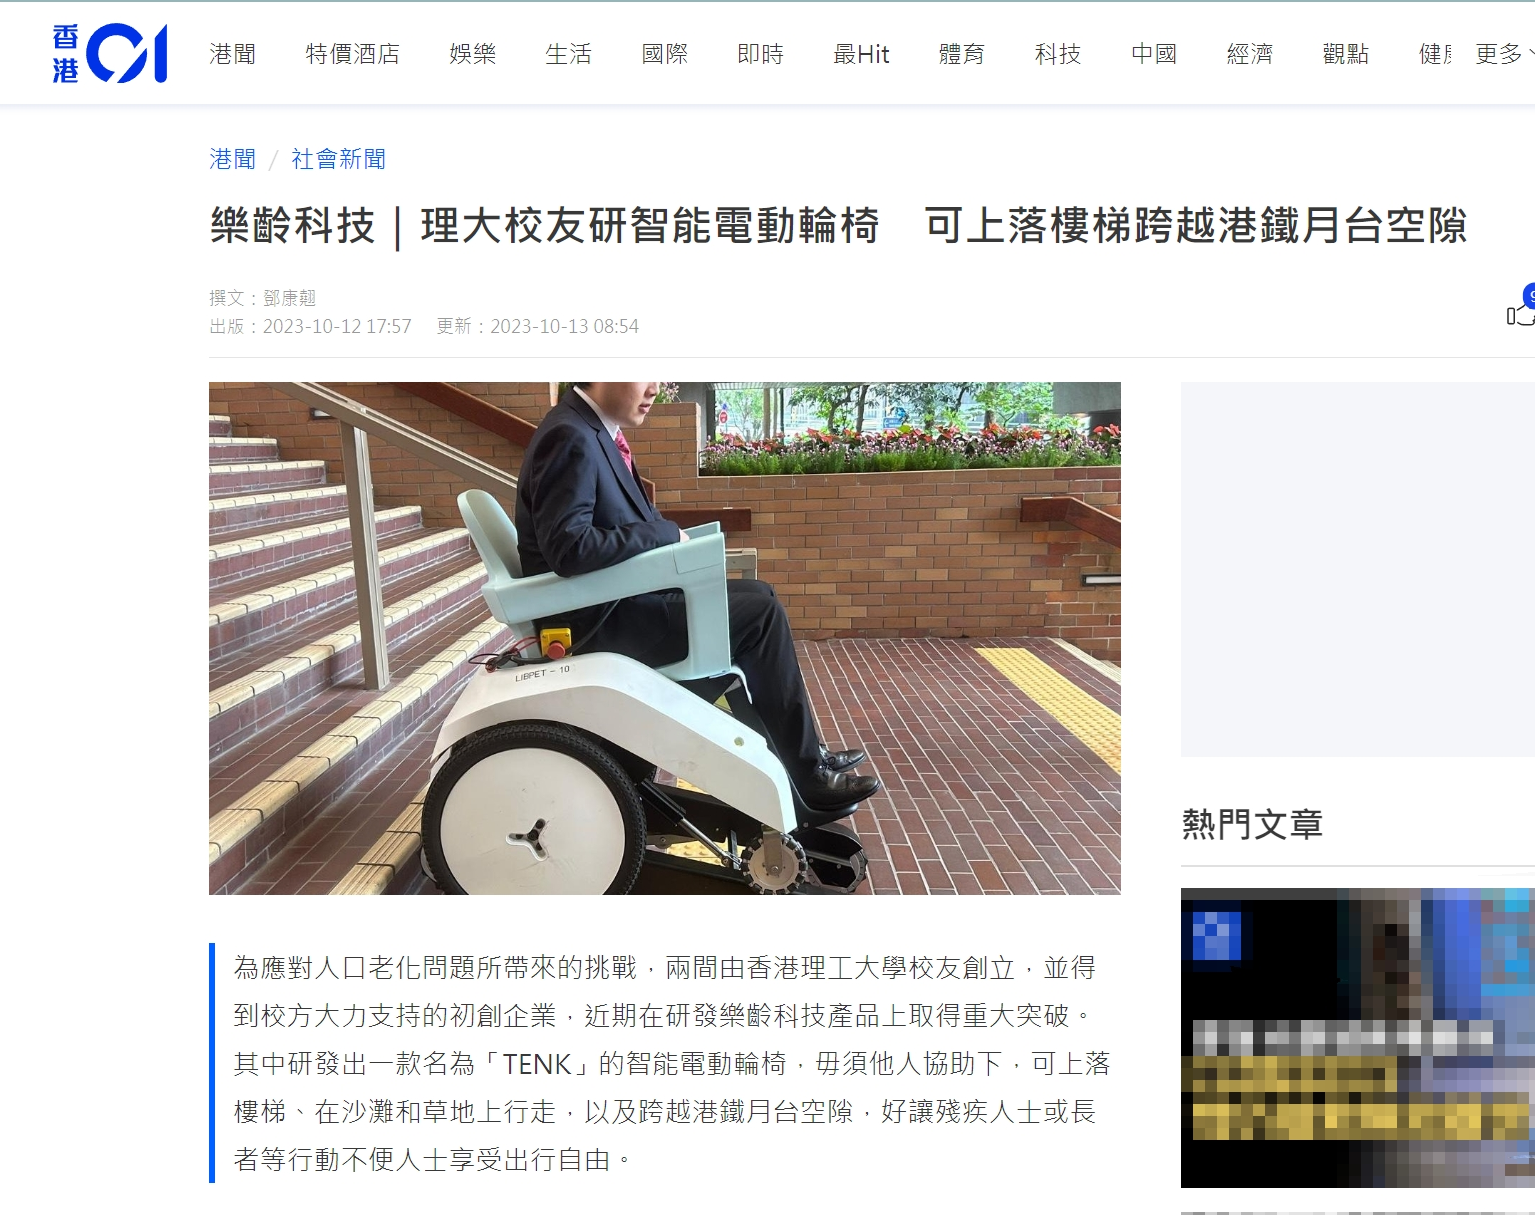 香港01
港聞 特價酒店 娛樂 生活 國際 即時 最Hit 體育 科技 中國 經濟 觀點 健 更多
港聞 / 社會新聞
樂齡科技｜理大校友研智能電動輪椅　可上落樓梯跨越港鐵月台空隙
撰文：鄧康翹
出版：2023-10-12 17:57 更新：2023-10-13 08:54
LIBPET - 10
為應對人口老化問題所帶來的挑戰，兩間由香港理工大學校友創立，並得
到校方大力支持的初創企業，近期在研發樂齡科技產品上取得重大突破。
其中研發出一款名為「TENK」的智能電動輪椅，毋須他人協助下，可上落
樓梯、在沙灘和草地上行走，以及跨越港鐵月台空隙，好讓殘疾人士或長
者等行動不便人士享受出行自由。
熱門文章